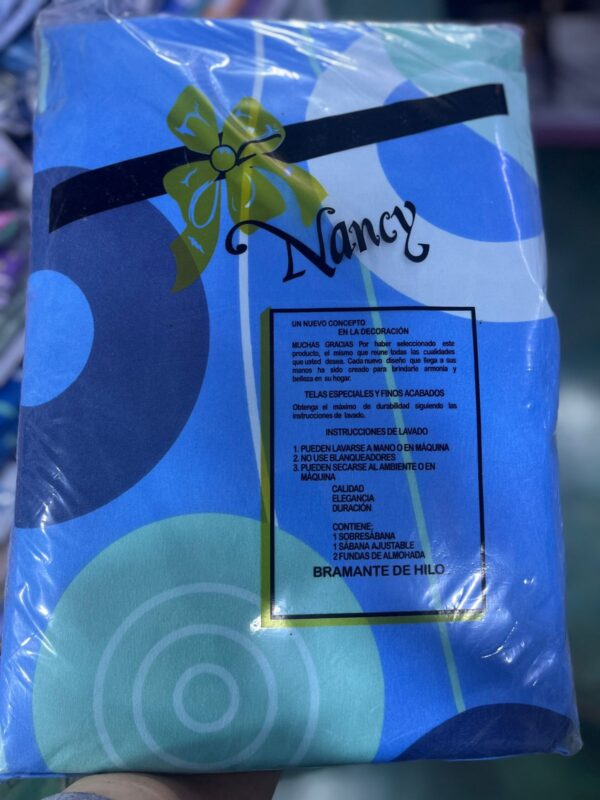 Nancy
UN NUEVO CONCEPTO
EN LA DECORACIÓN
MUCHAS GRACIAS Por haber seleccionado este
producto, el mismo que reune todas las cualidades
que usted desea. Cada nuevo diseño que llega a sus
manos ha sido creado para brindarle armonia y
belleza en su hogar.
TELAS ESPECIALES Y FINOS ACABADOS
Obtenga el máximo de durabilidad siguiendo las
instrucciones de lavado.
INSTRUCCIONES DE LAVADO
1. PUEDEN LAVARSE A MANO O EN MÁQUINA
2. NO USE BLANQUEADORES
3. PUEDEN SECARSE AL AMBIENTE O EN
MÁQUINA
CALIDAD
ELEGANCIA
DURACIÓN
CONTIENE;
1 SOBRESÁBANA
1 SÁBANA AJUSTABLE
2 FUNDAS DE ALMOHADA
BRAMANTE DE HILO